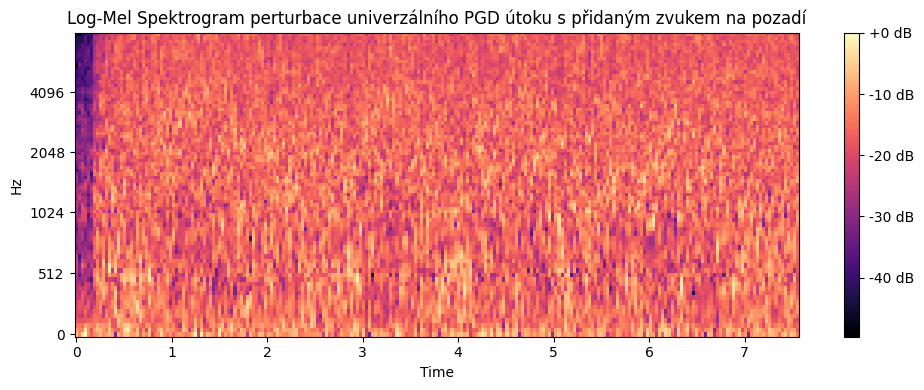 Log-Mel Spektrogram perturbace univerzálního PGD útoku s přidaným zvukem na pozadí
+0 dB
4096
-10 dB
2048
-20 dB
Hz
1024
-30 dB
512
-40 dB
0
0 1 2 3 4 5 6 7
Time